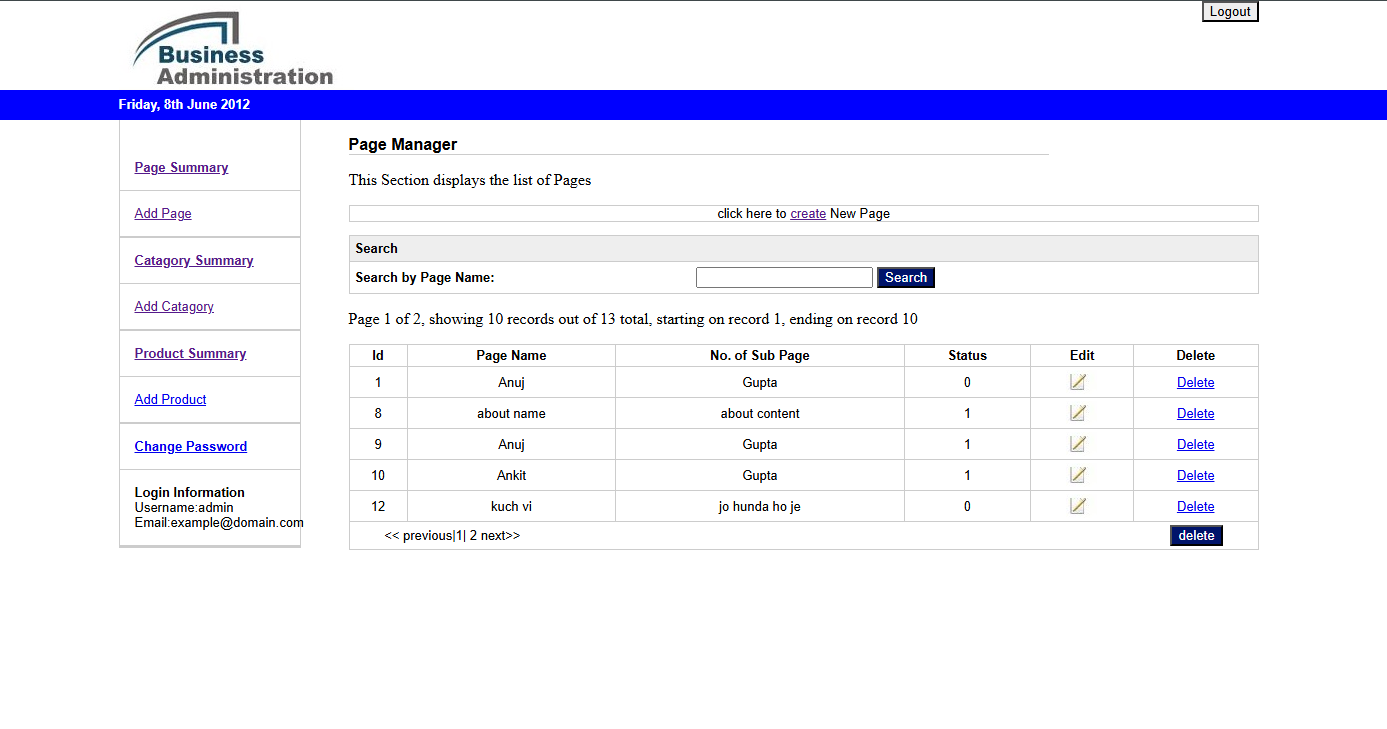 Logout
Business
Administration
Friday, 8th June 2012
Page Summary
Add Page
Catagory Summary
Add Catagory
Product Summary
Add Product
Change Password
Login Information
Username:admin
Email:example@domain.com
Page Manager
This Section displays the list of Pages
click here to create New Page
Search
Search by Page Name: Search
Page 1 of 2, showing 10 records out of 13 total, starting on record 1, ending on record 10
Id Page Name No. of Sub Page Status Edit Delete
1 Anuj Gupta 0 Delete
8 about name about content 1 Delete
9 Anuj Gupta 1 Delete
10 Ankit Gupta 1 Delete
12 kuch vi jo hunda ho je 0 Delete
<< previous|1| 2 next>> delete